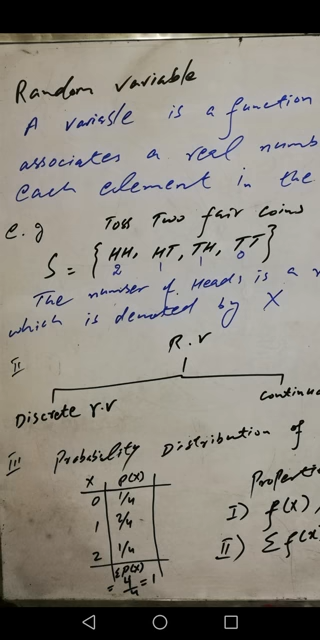 Random variable
A variable is a function
associates a real numb
each element in the
e.g Toss Two fair coins
S = { HH, HT, TH, TT }
2 1 1 0
The number of Heads is a r
which is denoted by X
II R.v
Discrete r.v continuo
III Probability Distribution of
X P(X)
0 1/4
1 2/4
2 1/4
ΣP(X)
= 4/4 = 1
Propertie
I) f(x),
II) Σf(x)